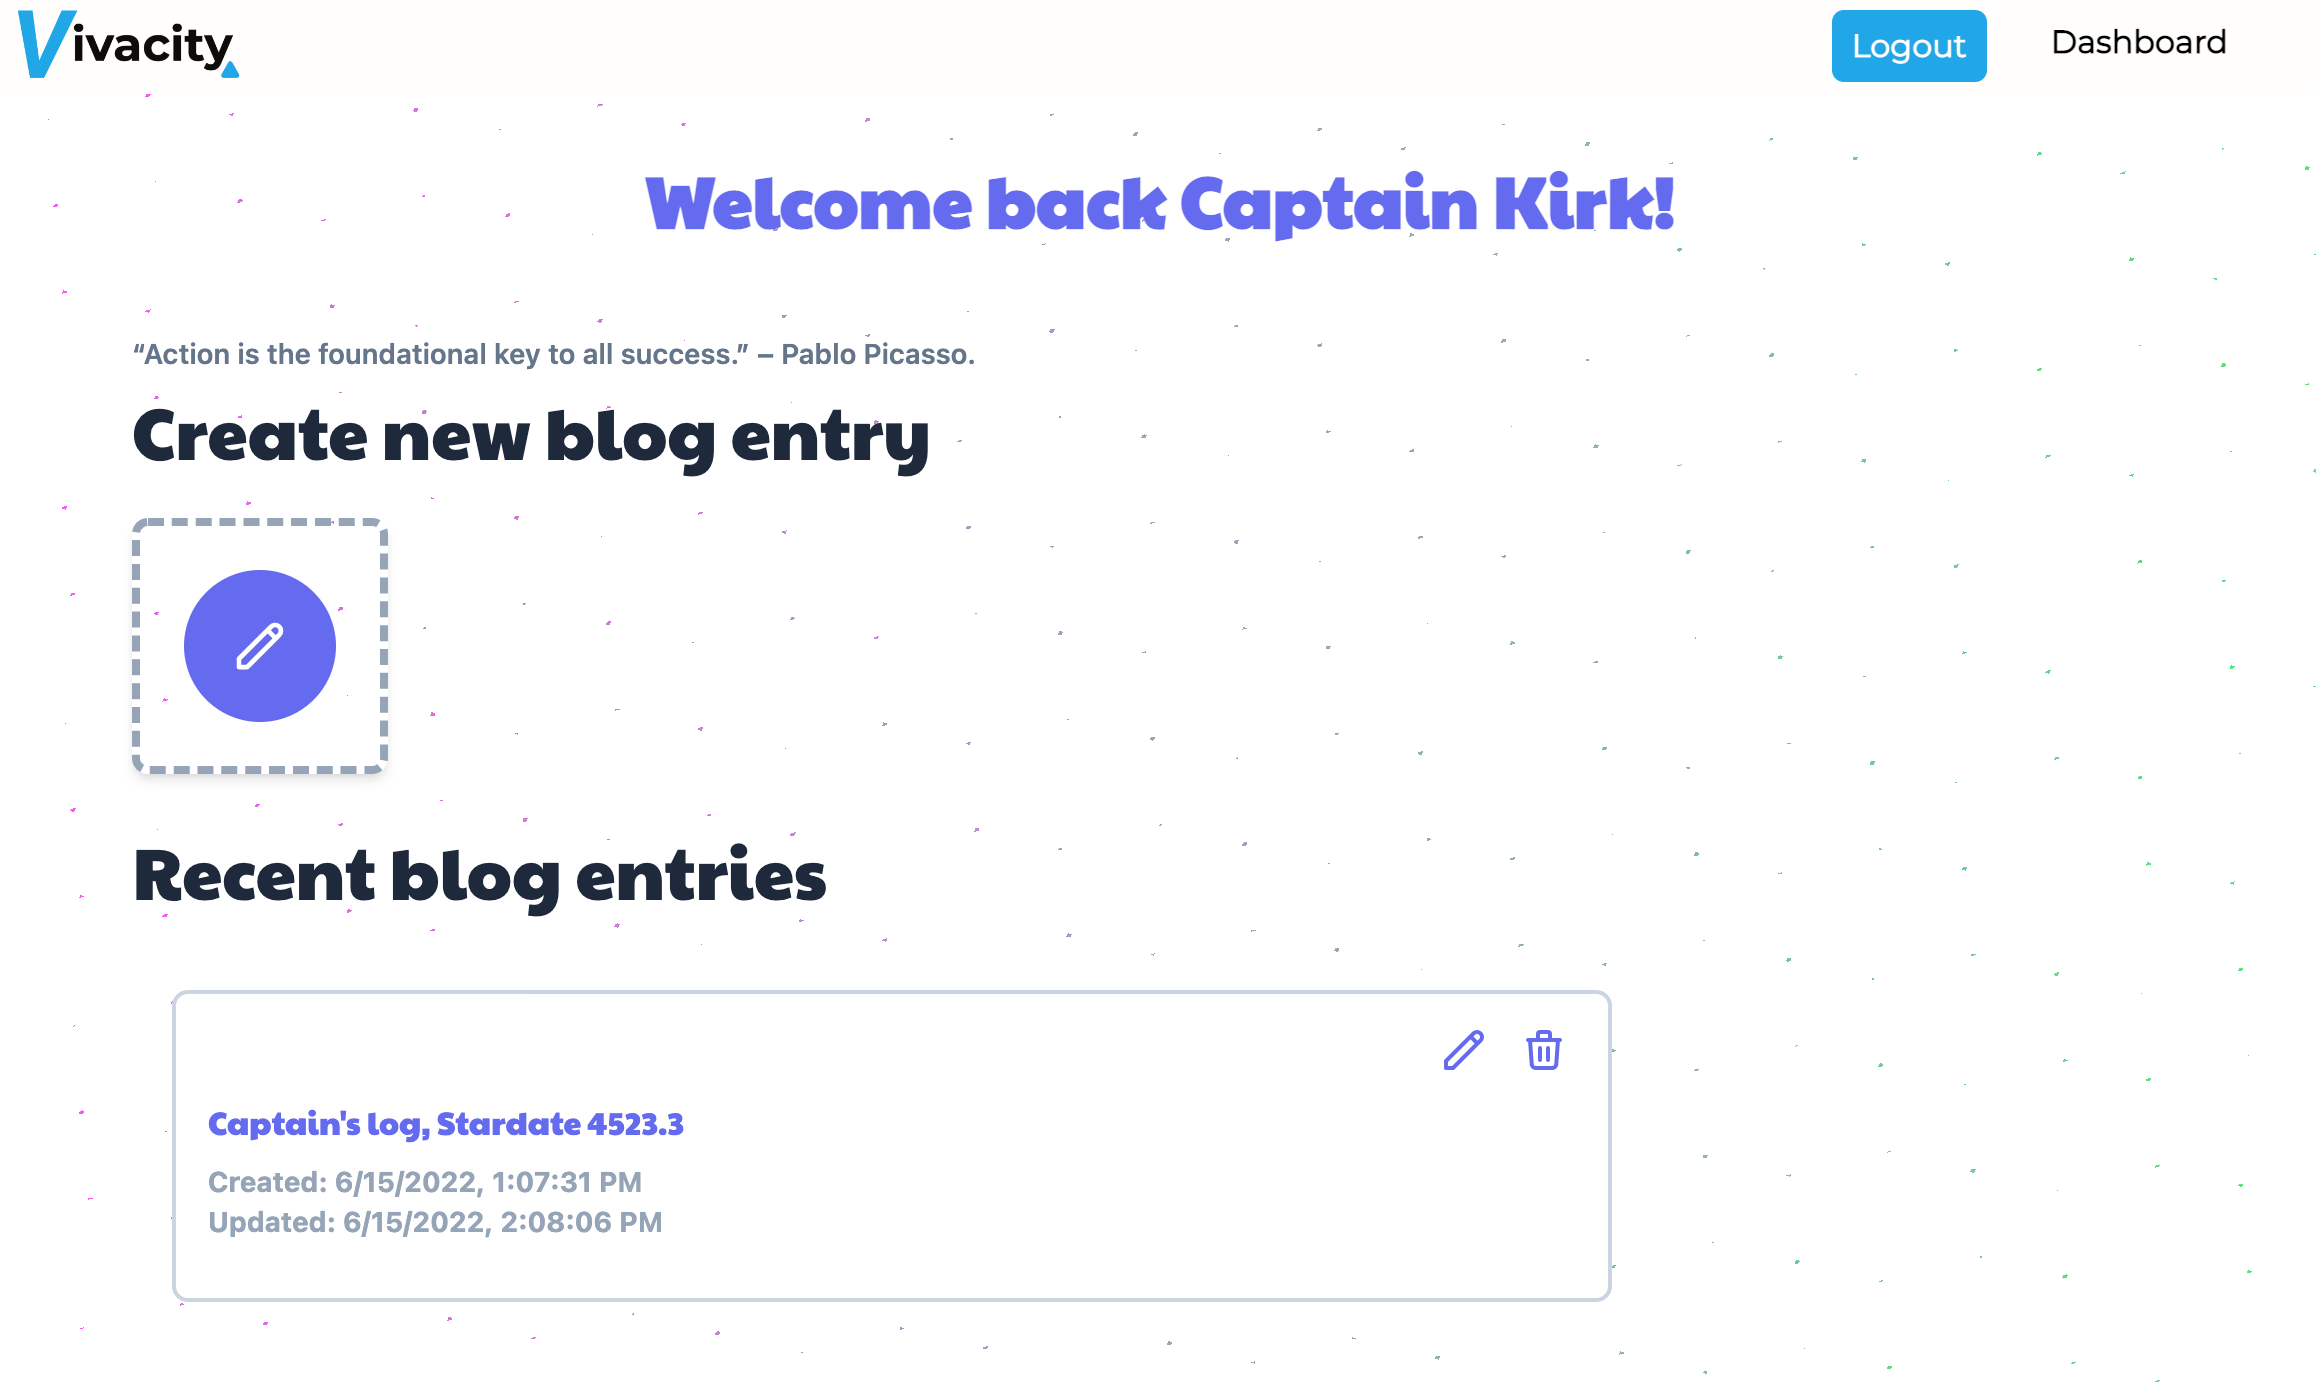 Vivacity
Logout
Dashboard
Welcome back Captain Kirk!
“Action is the foundational key to all success.” – Pablo Picasso.
Create new blog entry
Recent blog entries
Captain's log, Stardate 4523.3
Created: 6/15/2022, 1:07:31 PM
Updated: 6/15/2022, 2:08:06 PM